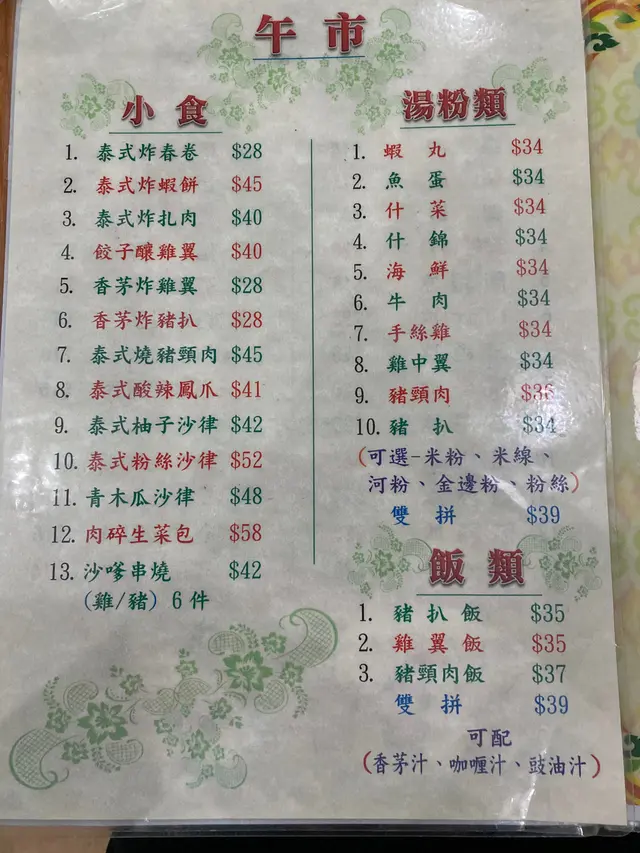 午市
小食
1. 泰式炸春卷 $28
2. 泰式炸蝦餅 $45
3. 泰式炸扎肉 $40
4. 餃子釀雞翼 $40
5. 香茅炸雞翼 $28
6. 香茅炸豬扒 $28
7. 泰式燒豬頸肉 $45
8. 泰式酸辣鳳爪 $41
9. 泰式柚子沙律 $42
10. 泰式粉絲沙律 $52
11. 青木瓜沙律 $48
12. 肉碎生菜包 $58
13. 沙嗲串燒 $42
(雞/豬) 6件
湯粉類
1. 蝦丸 $34
2. 魚蛋 $34
3. 什菜 $34
4. 什錦 $34
5. 海鮮 $34
6. 牛肉 $34
7. 手絲雞 $34
8. 雞中翼 $34
9. 豬頸肉
10. 豬扒 $34
(可選-米粉、米線、
河粉、金邊粉、粉絲)
雙拼 $39
飯類
1. 豬扒飯 $35
2. 雞翼飯 $35
3. 豬頸肉飯 $37
雙拼 $39
可配
(香茅汁、咖喱汁、豉油汁)